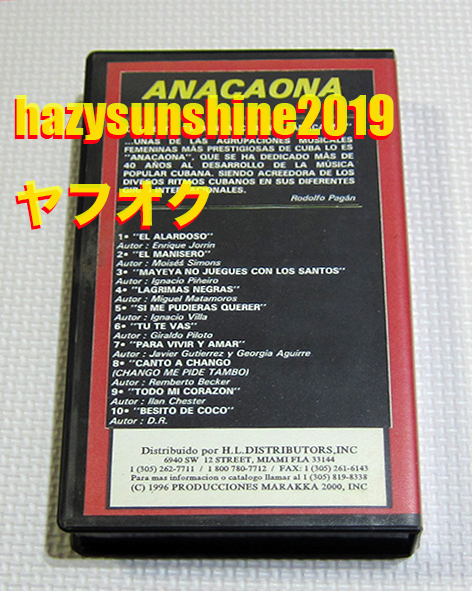 ANACAONA
hazysunshine2019
...UNAS DE LAS AGRUPACIONES MUSICALES
FEMENINAS MÁS PRESTIGIOSAS DE CUBA LO ES
"ANACAONA", QUE SE HA DEDICADO MÁS DE
40 AÑOS AL DESARROLLO DE LA MÚSICA
POPULAR CUBANA. SIENDO ACREEDORA DE LOS
DIVESOS RITMOS CUBANOS EN SUS DIFERENTES
ヤフオク
Rodolfo Pagán
1• "EL ALARDOSO"
Autor : Enrique Jorrin
2• "EL MANISERO"
Autor : Moisés Simons
3• "MAYEYA NO JUEGUES CON LOS SANTOS"
Autor : Ignacio Piñeiro
4• "LAGRIMAS NEGRAS"
Autor : Miguel Matamoros
5• "SI ME PUDIERAS QUERER"
Autor : Ignacio Villa
6• "TU TE VAS"
Autor : Giraldo Piloto
7• "PARA VIVIR Y AMAR"
Autor : Javier Gutierrez y Georgia Aguirre
8• "CANTO A CHANGO"
(CHANGO ME PIDE TAMBO)
Autor : Remberto Becker
9• "TODO MI CORAZON"
Autor : Ilan Chester
10• "BESITO DE COCO"
Autor : D.R.
Distribuido por H.L.DISTRIBUTORS,INC
6940 SW 12 STREET, MIAMI FLA 33144
1 (305) 262-7711 / 1 800 780-7712 / FAX: 1 (305) 261-6143
Para mas informacion o catalogo llamar al 1 (305) 819-8338
(C) 1996 PRODUCCIONES MARAKKA 2000, INC